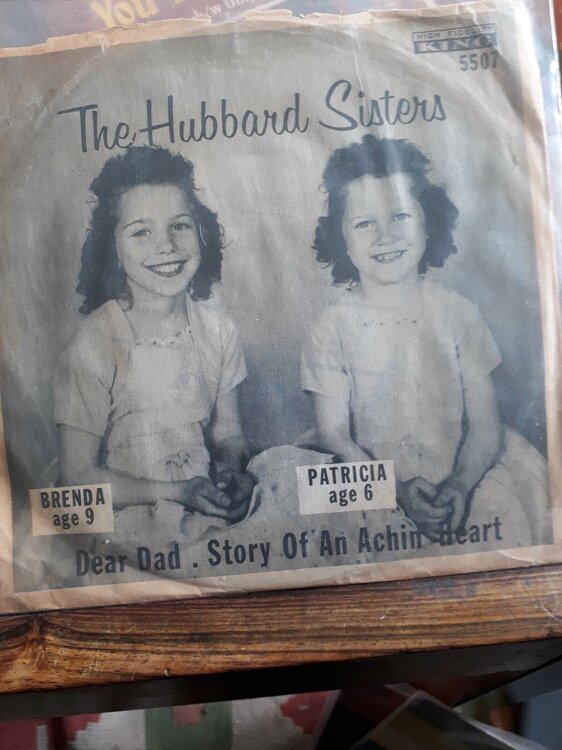 You
HIGH FIDELITY
KING
5507
The Hubbard Sisters
BRENDA
age 9
PATRICIA
age 6
Dear Dad . Story Of An Achin' Heart